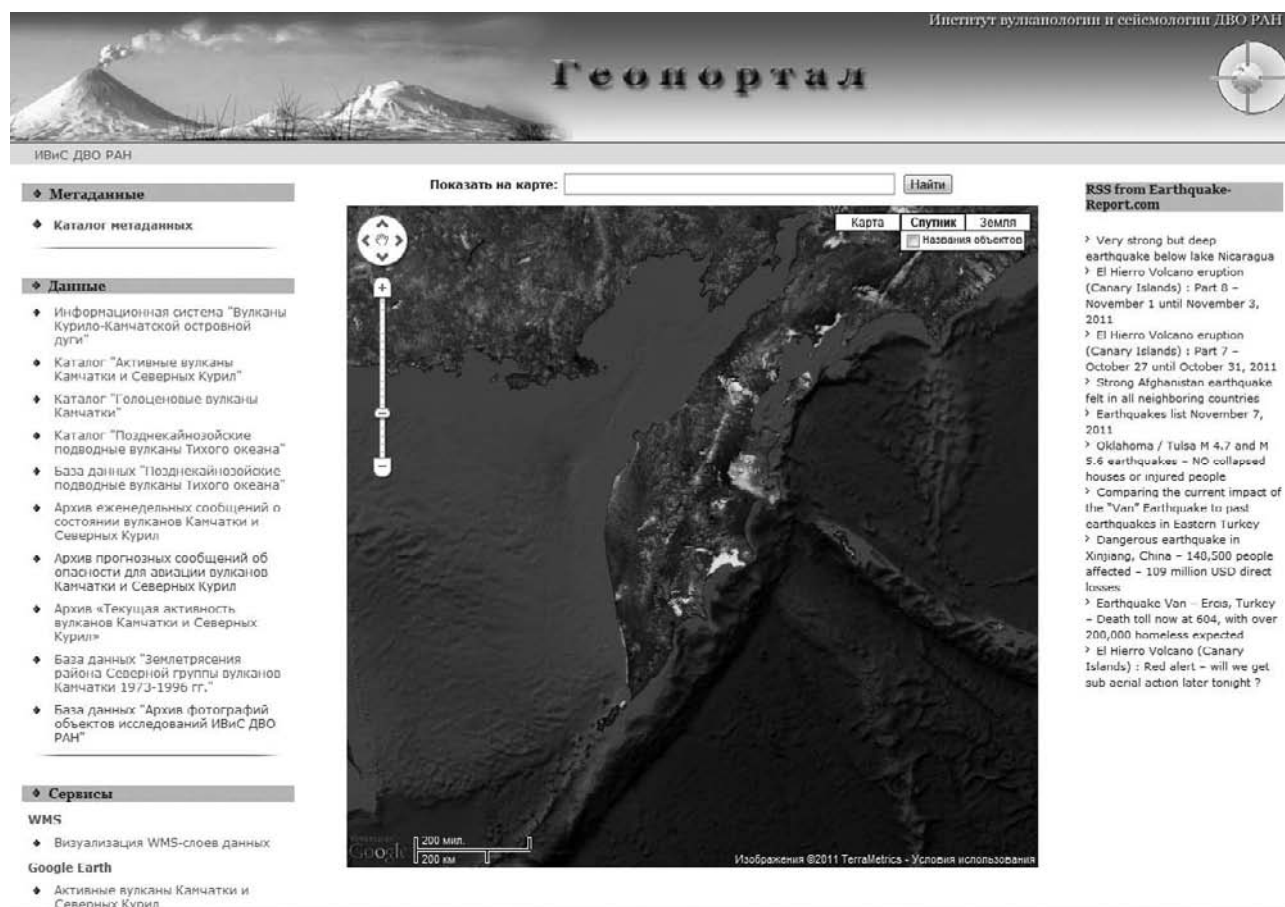 Институт вулканологии и сейсмологии ДВО РАН
Геопортал
ИВиС ДВО РАН
Метаданные
Каталог метаданных
Данные
Информационная система "Вулканы
Курило-Камчатской островной
дуги"
Каталог "Активные вулканы
Камчатки и Северных Курил"
Каталог "Голоценовые вулканы
Камчатки"
Каталог "Позднекайнозойские
подводные вулканы Тихого океана"
База данных "Позднекайнозойские
подводные вулканы Тихого океана"
Архив еженедельных сообщений о
состоянии вулканов Камчатки и
Северных Курил
Архив прогнозных сообщений об
опасности для авиации вулканов
Камчатки и Северных Курил
Архив «Текущая активность
вулканов Камчатки и Северных
Курил»
База данных "Землетрясения
района Северной группы вулканов
Камчатки 1973-1996 гг."
База данных "Архив фотографий
объектов исследований ИВиС ДВО
РАН"
Сервисы
WMS
Визуализация WMS-слоев данных
Google Earth
Активные вулканы Камчатки и
Северных Курил
Показать на карте: Найти
Карта Спутник Земля
Названия объектов
200 мил.
200 км
Google
Изображения ©2011 TerraMetrics - Условия использования
RSS from Earthquake-
Report.com
› Very strong but deep
earthquake below lake Nicaragua
› El Hierro Volcano eruption
(Canary Islands) : Part 8 –
November 1 until November 3,
2011
› El Hierro Volcano eruption
(Canary Islands) : Part 7 –
October 27 until October 31, 2011
› Strong Afghanistan earthquake
felt in all neighboring countries
› Earthquakes list November 7,
2011
› Oklahoma / Tulsa M 4.7 and M
5.6 earthquakes – NO collapsed
houses or injured people
› Comparing the current impact of
the "Van" Earthquake to past
earthquakes in Eastern Turkey
› Dangerous earthquake in
Xinjiang, China – 140,500 people
affected – 109 million USD direct
losses
› Earthquake Van – Ercis, Turkey
– Death toll now at 604, with over
200,000 homeless expected
› El Hierro Volcano (Canary
Islands) : Red alert – will we get
sub aerial action later tonight ?